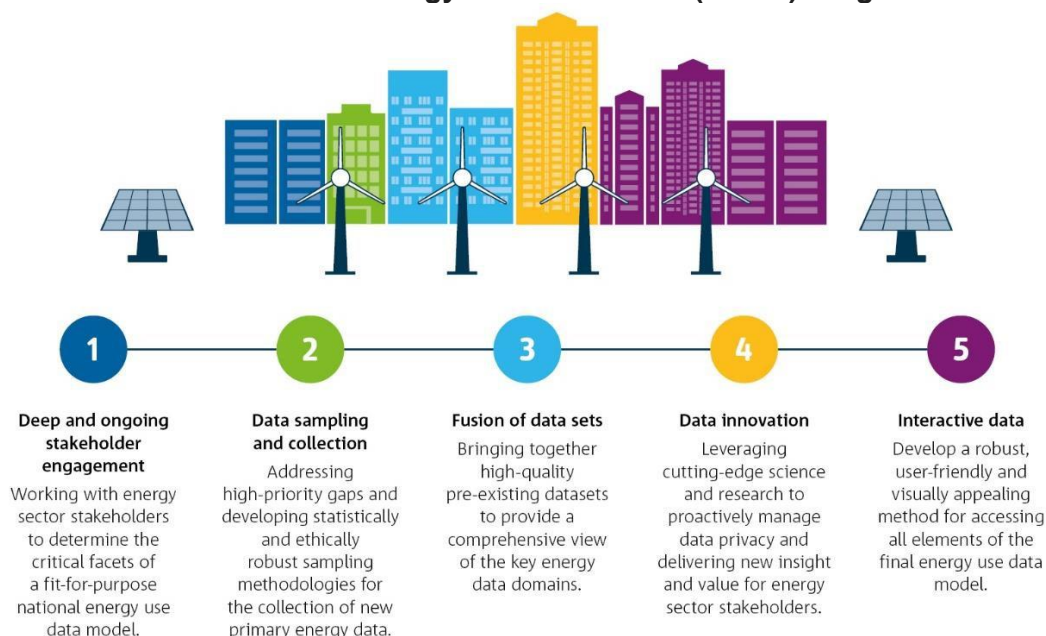 1
Deep and ongoing
stakeholder
engagement
Working with energy
sector stakeholders
to determine the
critical facets of
a fit-for-purpose
national energy use
data model.
2
Data sampling
and collection
Addressing
high-priority gaps and
developing statistically
and ethically
robust sampling
methodologies for
the collection of new
primary energy data.
3
Fusion of data sets
Bringing together
high-quality
pre-existing datasets
to provide a
comprehensive view
of the key energy
data domains.
4
Data innovation
Leveraging
cutting-edge science
and research to
proactively manage
data privacy and
delivering new insight
and value for energy
sector stakeholders.
5
Interactive data
Develop a robust,
user-friendly and
visually appealing
method for accessing
all elements of the
final energy use data
model.